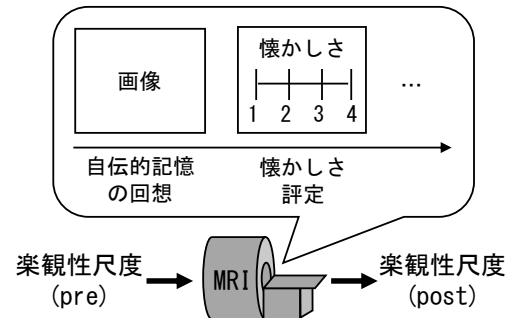 画像
懐かしさ
1 2 3 4
…
自伝的記憶
の回想
懐かしさ
評定
楽観性尺度
(pre)
MRI
楽観性尺度
(post)